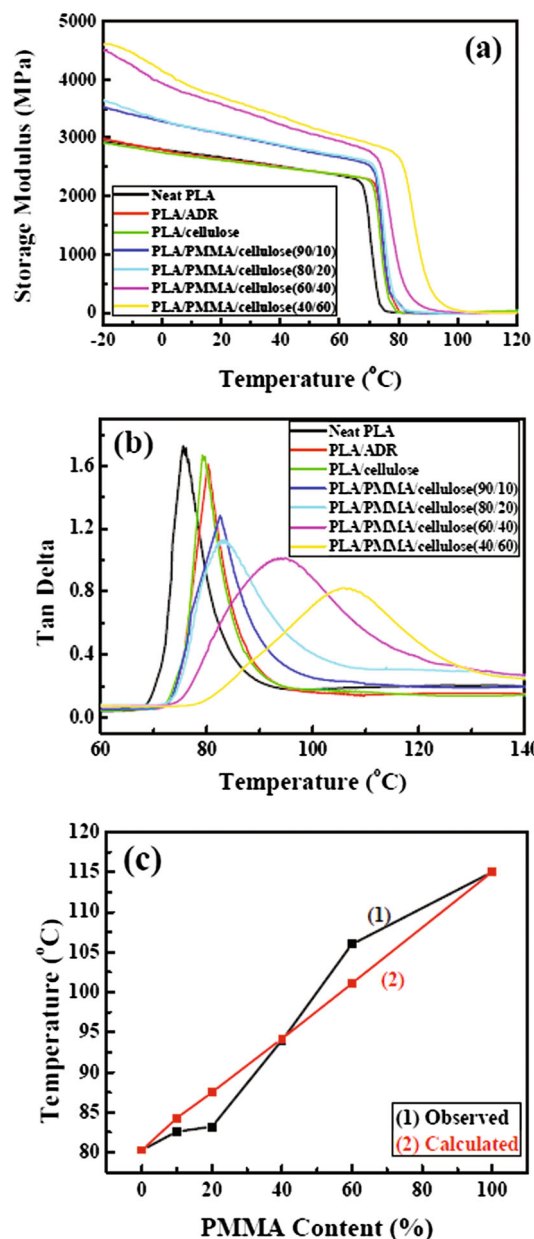 (a)
5000
4000
3000
2000
1000
0
Storage Modulus (MPa)
Neat PLA
PLA/ADR
PLA/cellulose
PLA/PMMA/cellulose(90/10)
PLA/PMMA/cellulose(80/20)
PLA/PMMA/cellulose(60/40)
PLA/PMMA/cellulose(40/60)
-20 0 20 40 60 80 100 120
Temperature (°C)
(b)
1.6
1.2
0.8
0.4
0.0
Tan Delta
Neat PLA
PLA/ADR
PLA/cellulose
PLA/PMMA/cellulose(90/10)
PLA/PMMA/cellulose(80/20)
PLA/PMMA/cellulose(60/40)
PLA/PMMA/cellulose(40/60)
60 80 100 120 140
Temperature (°C)
(c)
120
115
110
105
100
95
90
85
80
Temperature (°C)
(1)
(2)
(1) Observed
(2) Calculated
0 20 40 60 80 100
PMMA Content (%)